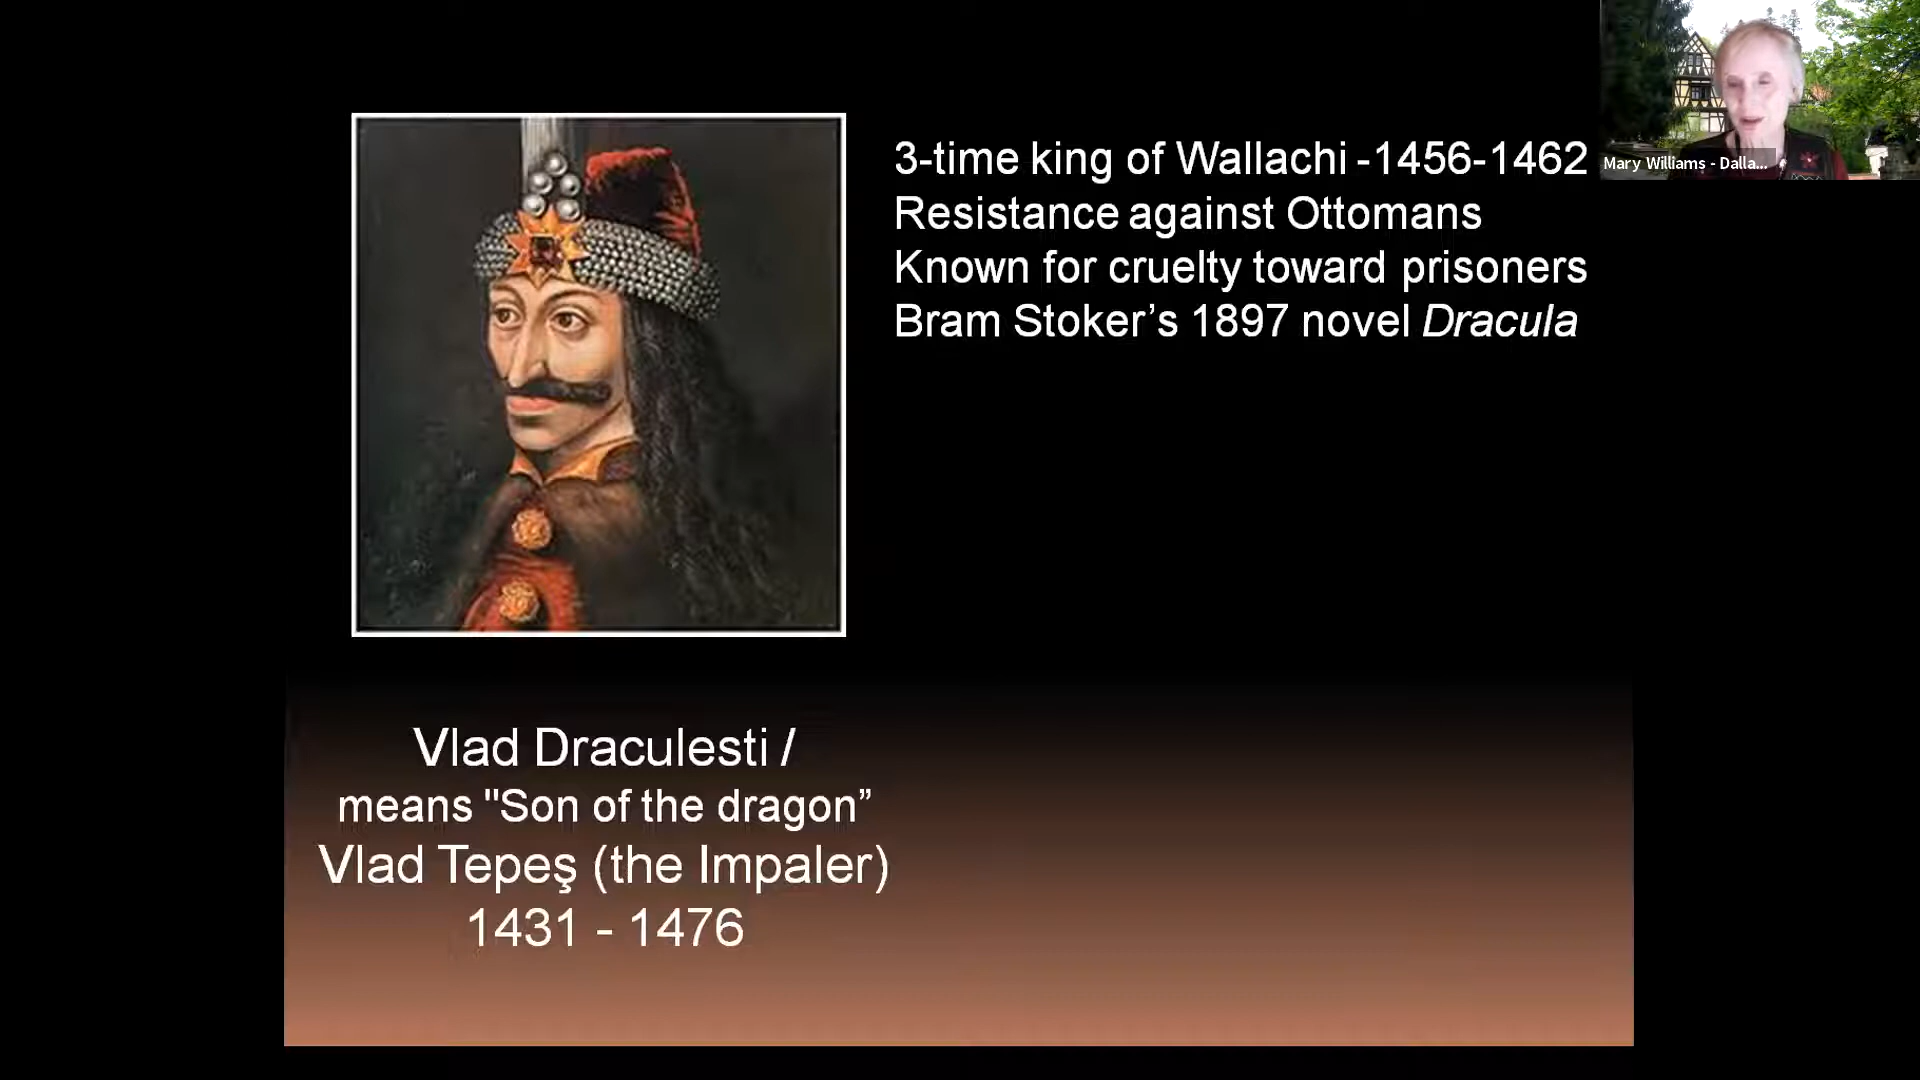 3-time king of Wallachi -1456-1462
Resistance against Ottomans
Known for cruelty toward prisoners
Bram Stoker’s 1897 novel Dracula
Mary Williams - Dalla...
Vlad Draculesti /
means "Son of the dragon”
Vlad Tepeş (the Impaler)
1431 - 1476